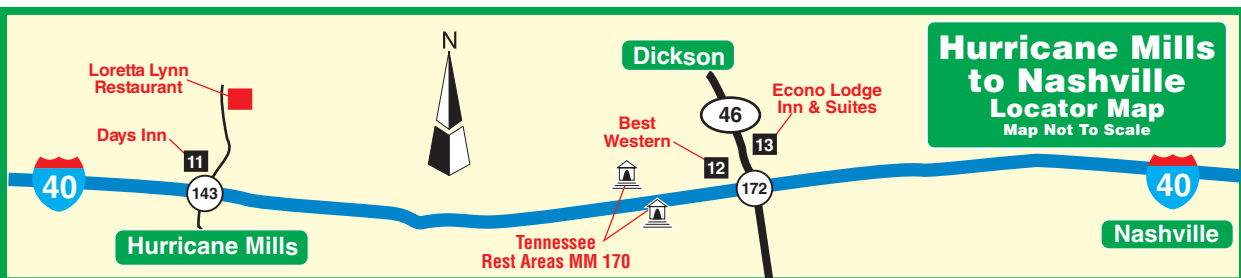 Hurricane Mills
to Nashville
Locator Map
Map Not To Scale
N
Dickson
Loretta Lynn
Restaurant
Econo Lodge
Inn & Suites
46
Best
Western
13
Days Inn
11
12
40
143
172
40
Hurricane Mills
Tennessee
Rest Areas MM 170
Nashville